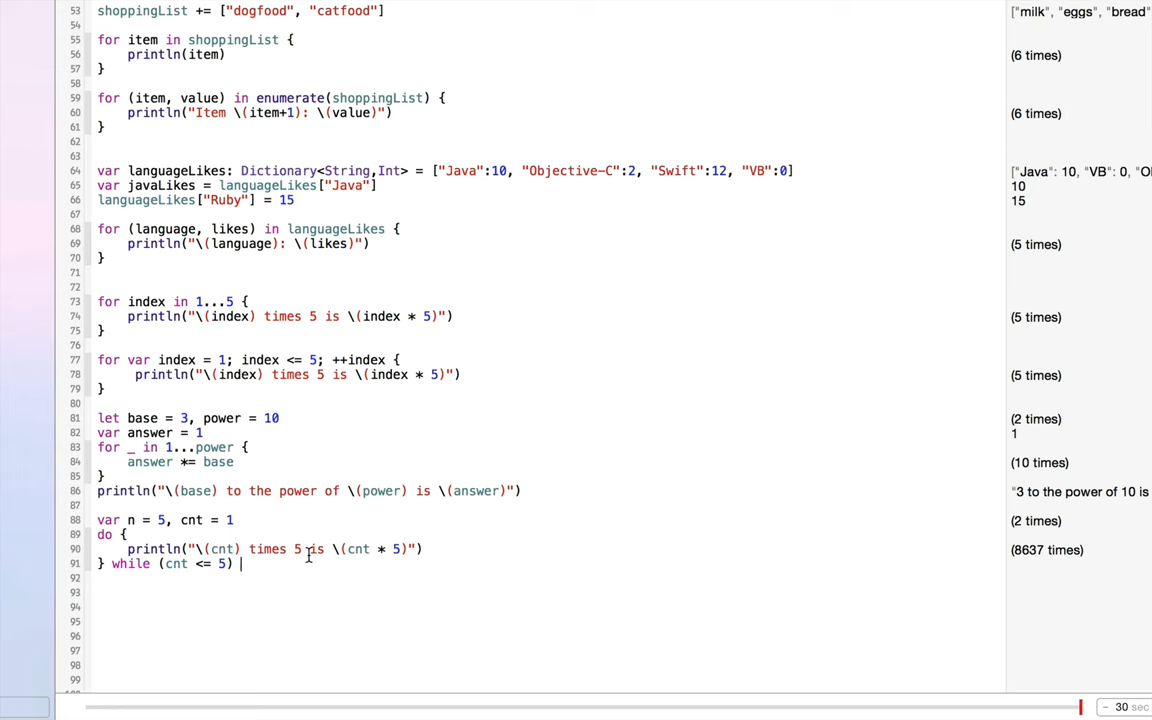 53 shoppingList += ["dogfood", "catfood"] ["milk", "eggs", "bread"
54
55 for item in shoppingList {
56 println(item) (6 times)
57 }
58
59 for (item, value) in enumerate(shoppingList) {
60 println("Item \(item+1): \(value)") (6 times)
61 }
62
63
64 var languageLikes: Dictionary<String,Int> = ["Java":10, "Objective-C":2, "Swift":12, "VB":0] ["Java": 10, "VB": 0, "Ol
65 var javaLikes = languageLikes["Java"] 10
66 languageLikes["Ruby"] = 15 15
67
68 for (language, likes) in languageLikes {
69 println("\(language): \(likes)") (5 times)
70 }
71
72
73 for index in 1...5 {
74 println("\(index) times 5 is \(index * 5)") (5 times)
75 }
76
77 for var index = 1; index <= 5; ++index {
78 println("\(index) times 5 is \(index * 5)") (5 times)
79 }
80
81 let base = 3, power = 10 (2 times)
82 var answer = 1 1
83 for _ in 1...power {
84 answer *= base (10 times)
85 }
86 println("\(base) to the power of \(power) is \(answer)") "3 to the power of 10 is
87
88 var n = 5, cnt = 1 (2 times)
89 do {
90 println("\(cnt) times 5 is \(cnt * 5)") (8637 times)
91 } while (cnt <= 5)
92
93
94
95
96
97
98
99
- 30 sec